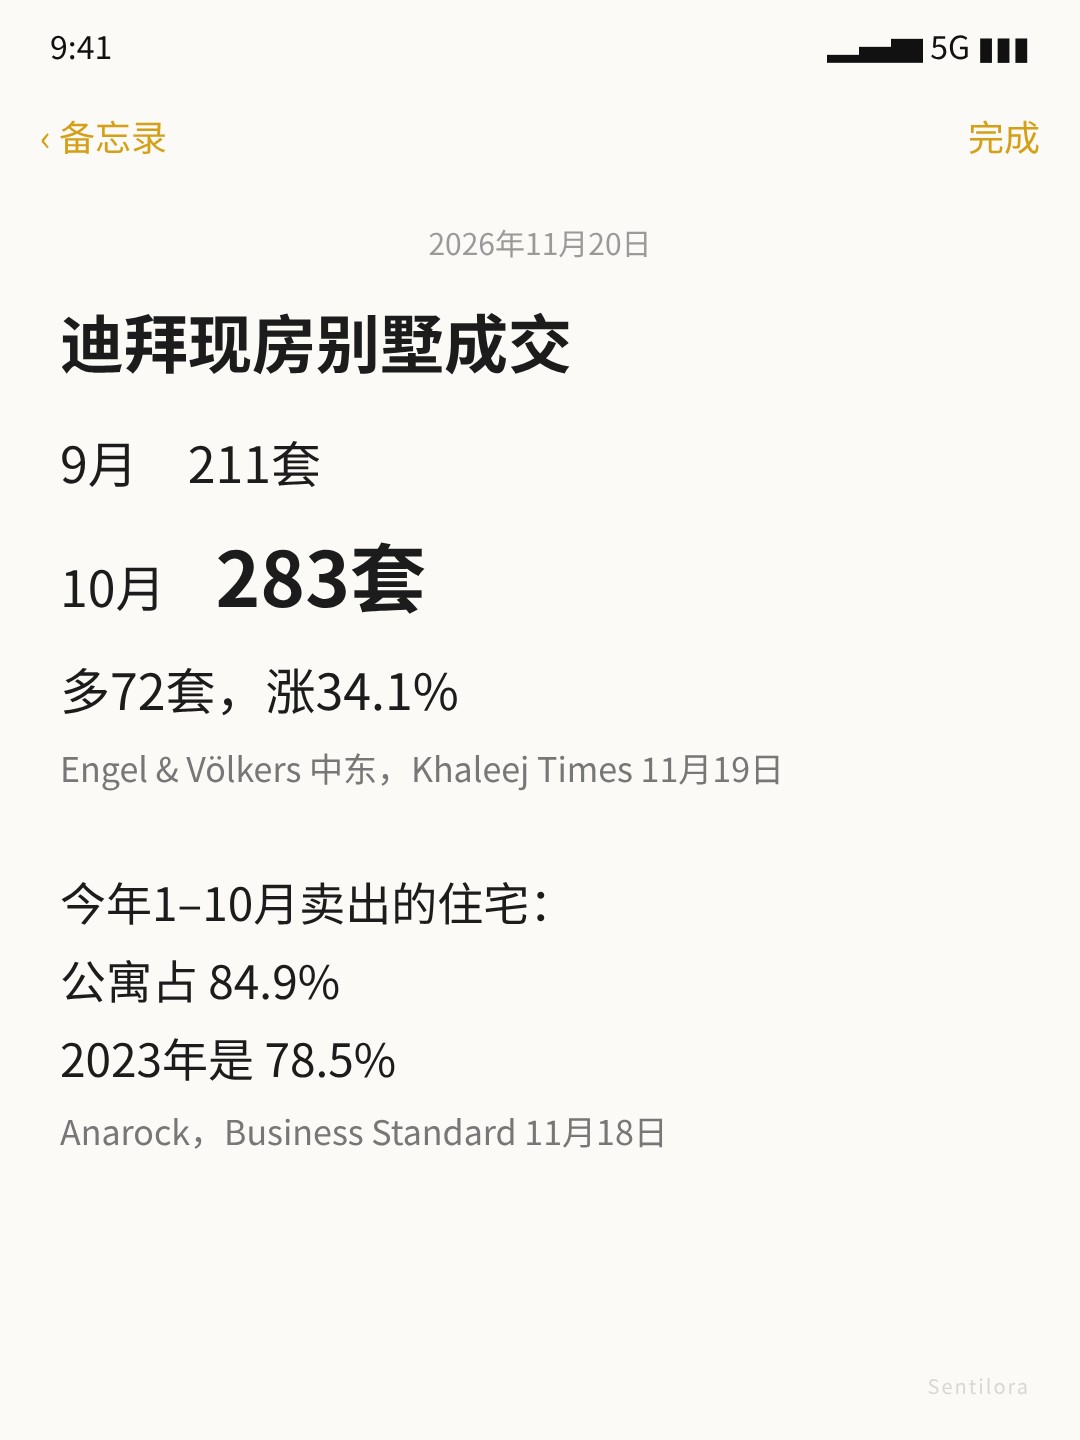 9:41
5G
‹ 备忘录
完成
2026年11月20日
迪拜现房别墅成交
9月 211套
10月 283套
多72套，涨34.1%
Engel & Völkers 中东，Khaleej Times 11月19日
今年1–10月卖出的住宅：
公寓占 84.9%
2023年是 78.5%
Anarock，Business Standard 11月18日
Sentilora